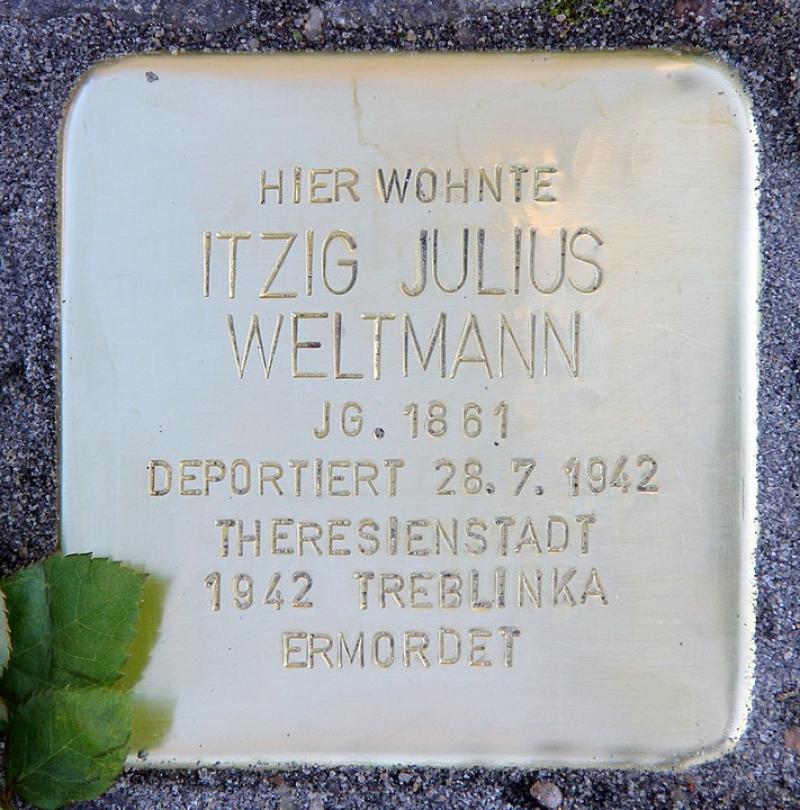 HIER WOHNTE
ITZIG JULIUS
WELTMANN
JG. 1861
DEPORTIERT 28.7.1942
THERESIENSTADT
1942 TREBLINKA
ERMORDET